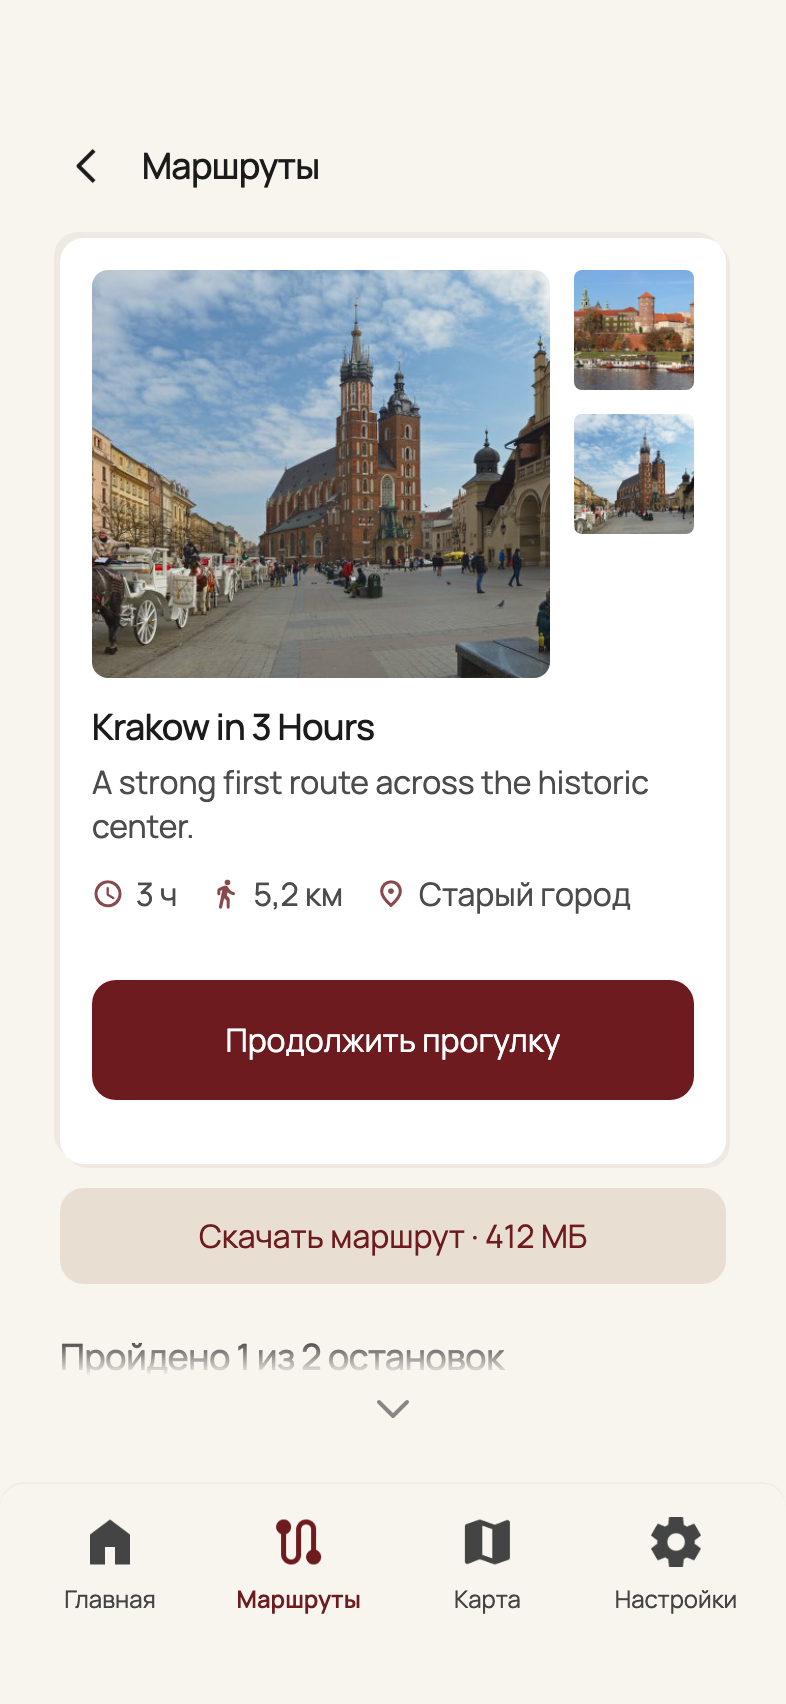 Маршруты
Krakow in 3 Hours
A strong first route across the historic
center.
3 ч 5,2 км Старый город
Продолжить прогулку
Скачать маршрут · 412 МБ
Пройдено 1 из 2 остановок
Главная Маршруты Карта Настройки